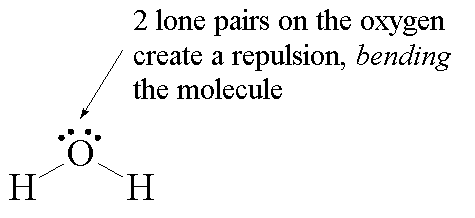 2 lone pairs on the oxygen
create a repulsion, bending
the molecule
O
H H